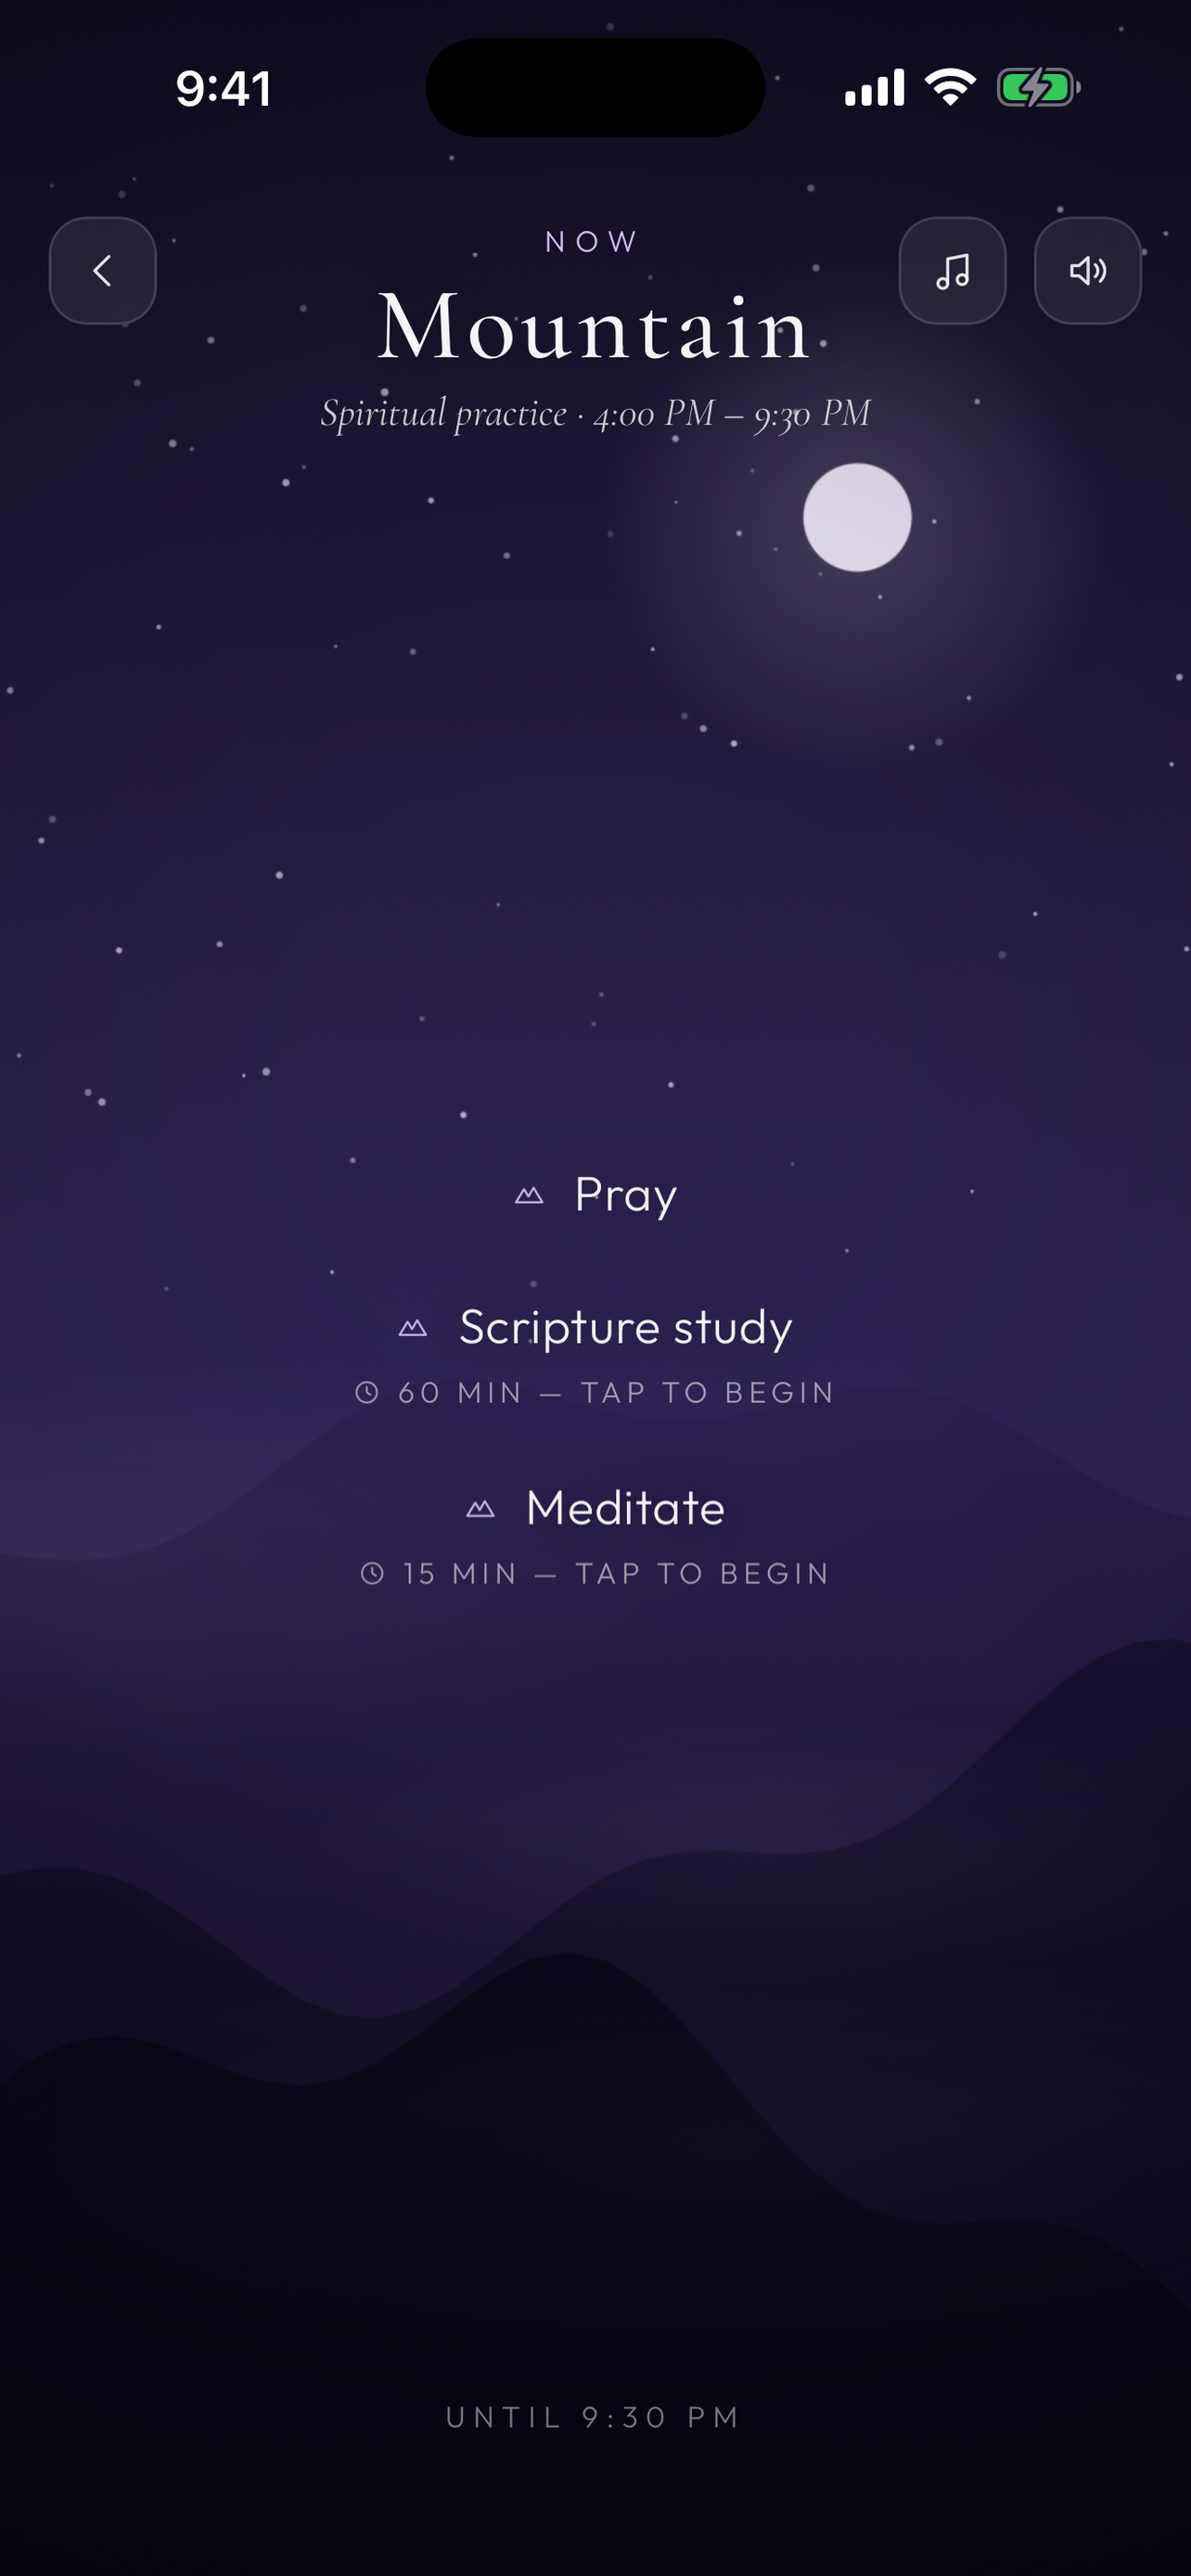 9:41
NOW
Mountain
Spiritual practice · 4:00 PM – 9:30 PM
Pray
Scripture study
60 MIN — TAP TO BEGIN
Meditate
15 MIN — TAP TO BEGIN
UNTIL 9:30 PM